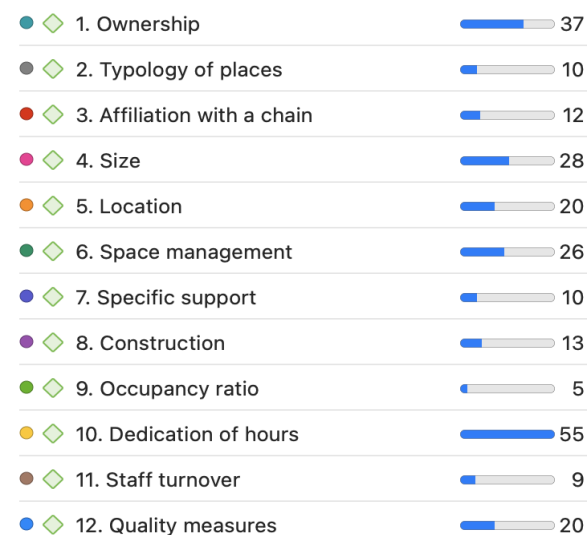 1. Ownership 37
2. Typology of places 10
3. Affiliation with a chain 12
4. Size 28
5. Location 20
6. Space management 26
7. Specific support 10
8. Construction 13
9. Occupancy ratio 5
10. Dedication of hours 55
11. Staff turnover 9
12. Quality measures 20